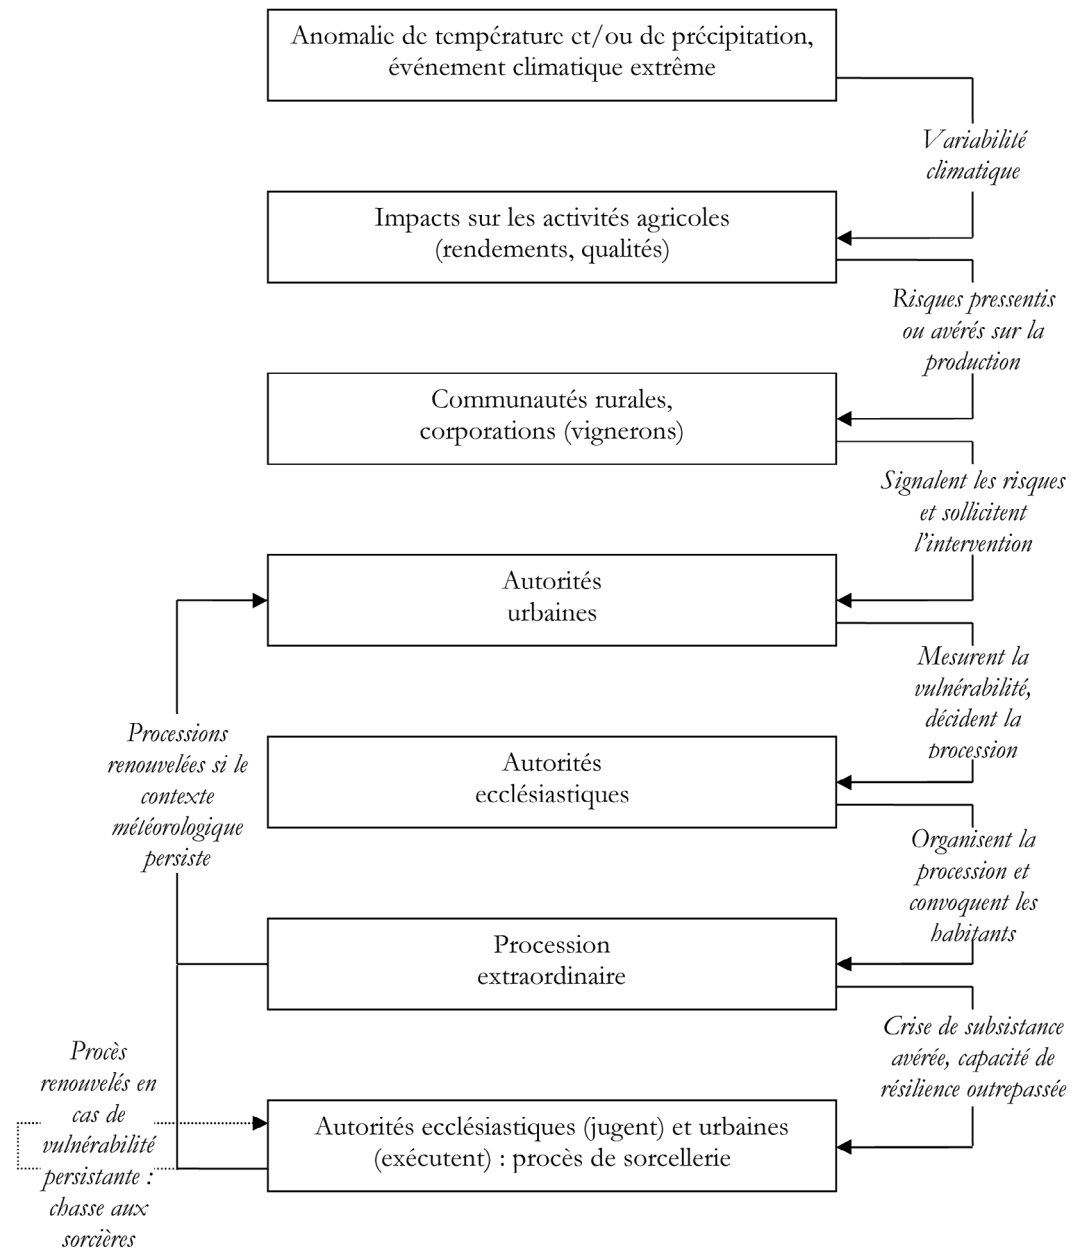 Anomalie de température et/ou de précipitation,
événement climatique extrême
Variabilité
climatique
Impacts sur les activités agricoles
(rendements, qualités)
Risques pressentis
ou avérés sur la
production
Communautés rurales,
corporations (vignerons)
Signalent les risques
et sollicitent
l'intervention
Autorités
urbaines
Mesurent la
vulnérabilité,
décident la
procession
Processions
renouvelées si le
contexte
météorologique
persiste
Autorités
ecclésiastiques
Organisent la
procession et
convoquent les
habitants
Procession
extraordinaire
Crise de subsistance
avérée, capacité de
résilience outrepassée
Procès
renouvelés en
cas de
vulnérabilité
persistante :
chasse aux
sorcières
Autorités ecclésiastiques (jugent) et urbaines
(exécutent) : procès de sorcellerie